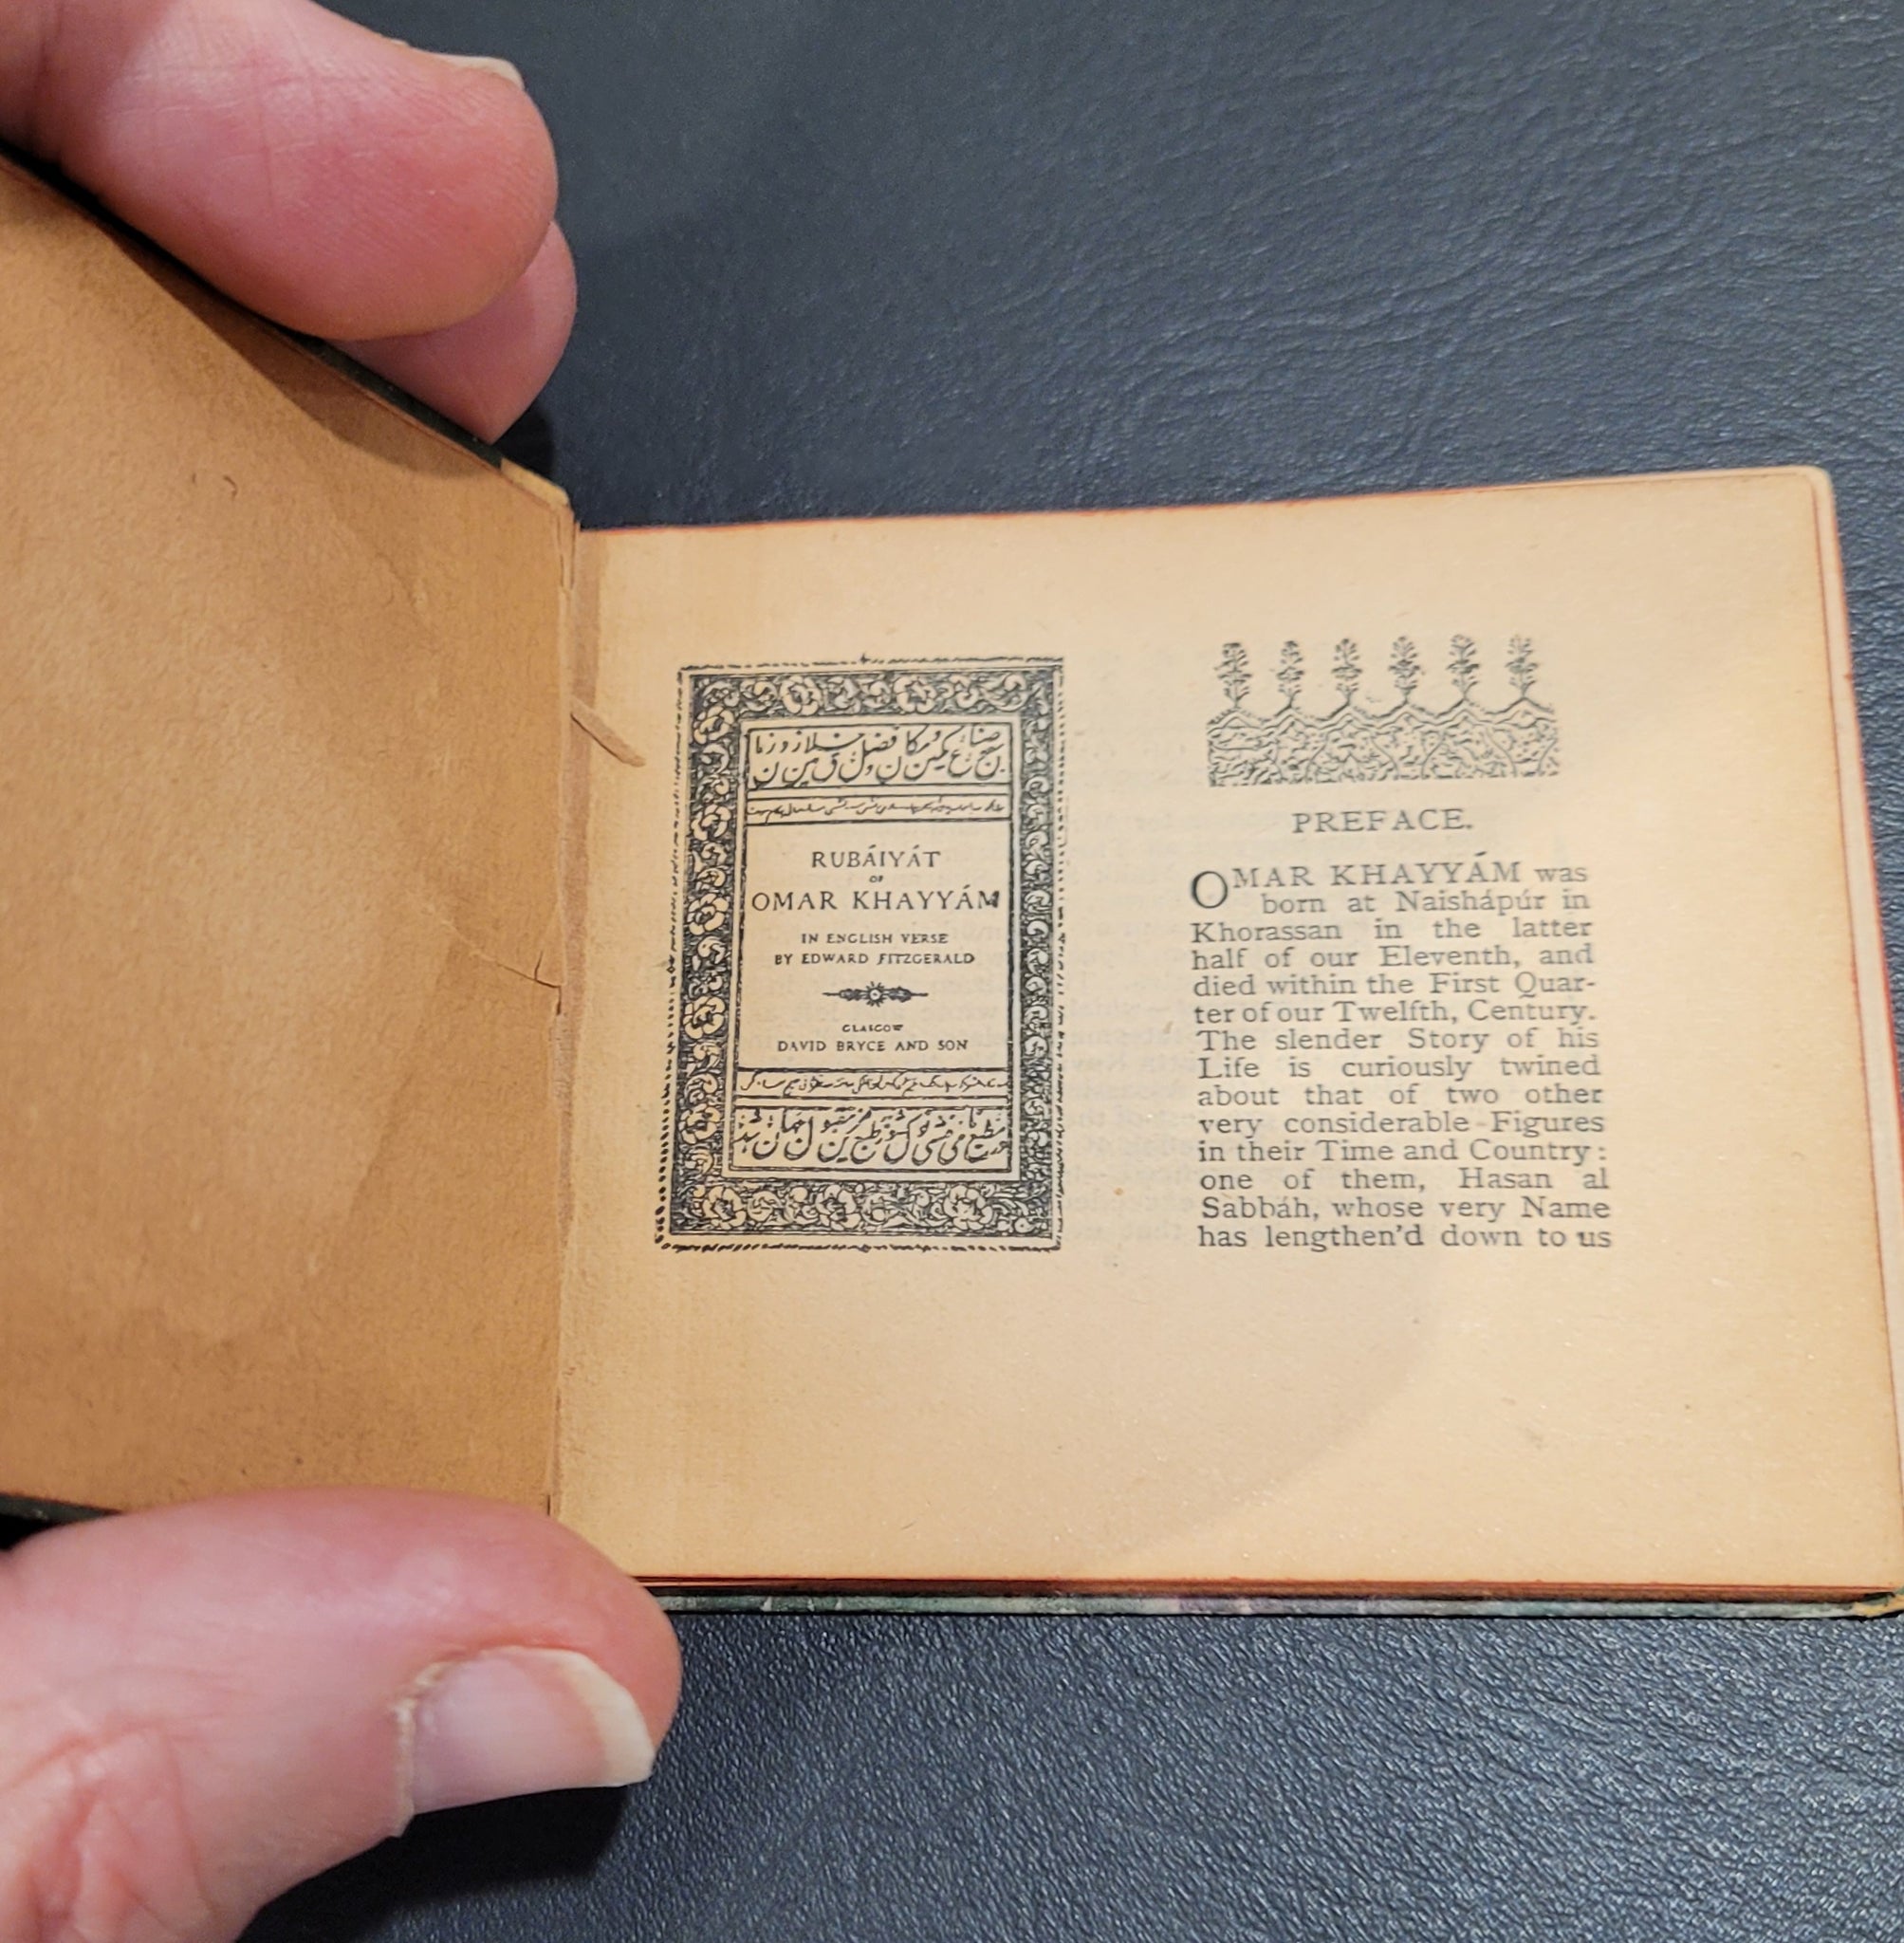 RUBÁIYÁT
OF
OMAR KHAYYÁM
IN ENGLISH VERSE
BY EDWARD FITZGERALD
GLASGOW
DAVID BRYCE AND SON
PREFACE.
OMAR KHAYYÁM was
born at Naishápúr in
Khorassan in the latter
half of our Eleventh, and
died within the First Quar-
ter of our Twelfth, Century.
The slender Story of his
Life is curiously twined
about that of two other
very considerable Figures
in their Time and Country:
one of them, Hasan al
Sabbáh, whose very Name
has lengthen'd down to us